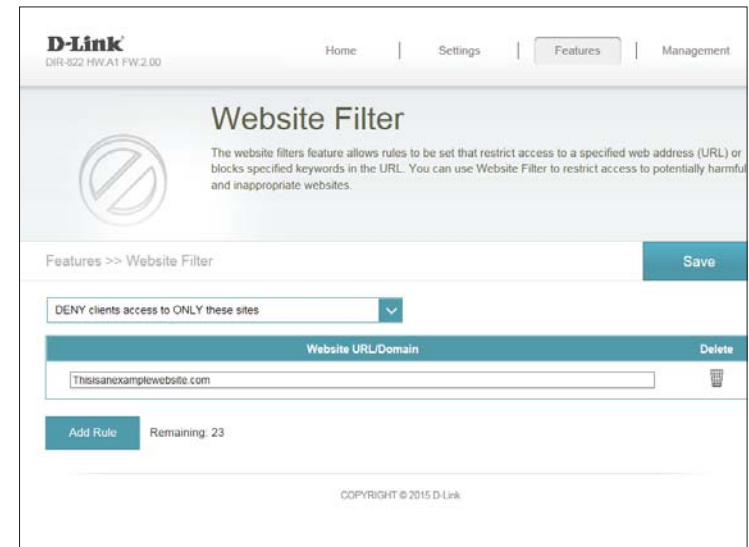 D-Link
DIR-822 HW.A1 FW.2.00
Home | Settings | Features | Management
Website Filter
The website filters feature allows rules to be set that restrict access to a specified web address (URL) or
blocks specified keywords in the URL. You can use Website Filter to restrict access to potentially harmful
and inappropriate websites.
Features >> Website Filter
Save
DENY clients access to ONLY these sites
Website URL/Domain Delete
Thisisanexamplewebsite.com
Add Rule Remaining: 23
COPYRIGHT © 2015 D-Link